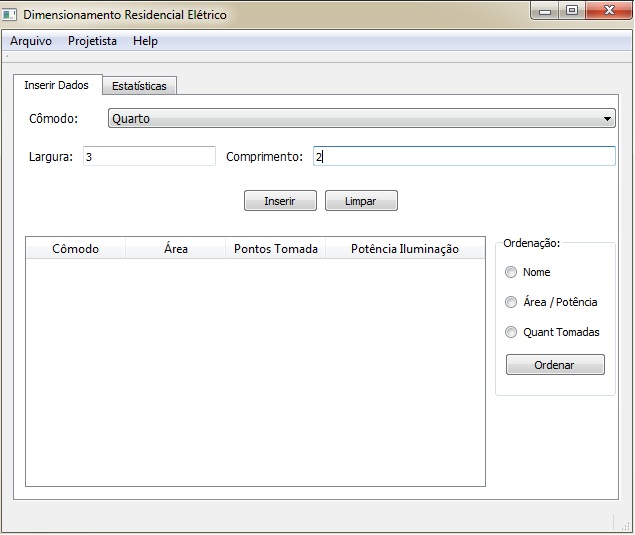 Dimensionamento Residencial Elétrico
Arquivo Projetista Help
Inserir Dados Estatísticas
Cômodo: Quarto
Largura: 3 Comprimento: 2
Inserir Limpar
Cômodo Área Pontos Tomada Potência Iluminação
Ordenação:
Nome
Área / Potência
Quant Tomadas
Ordenar